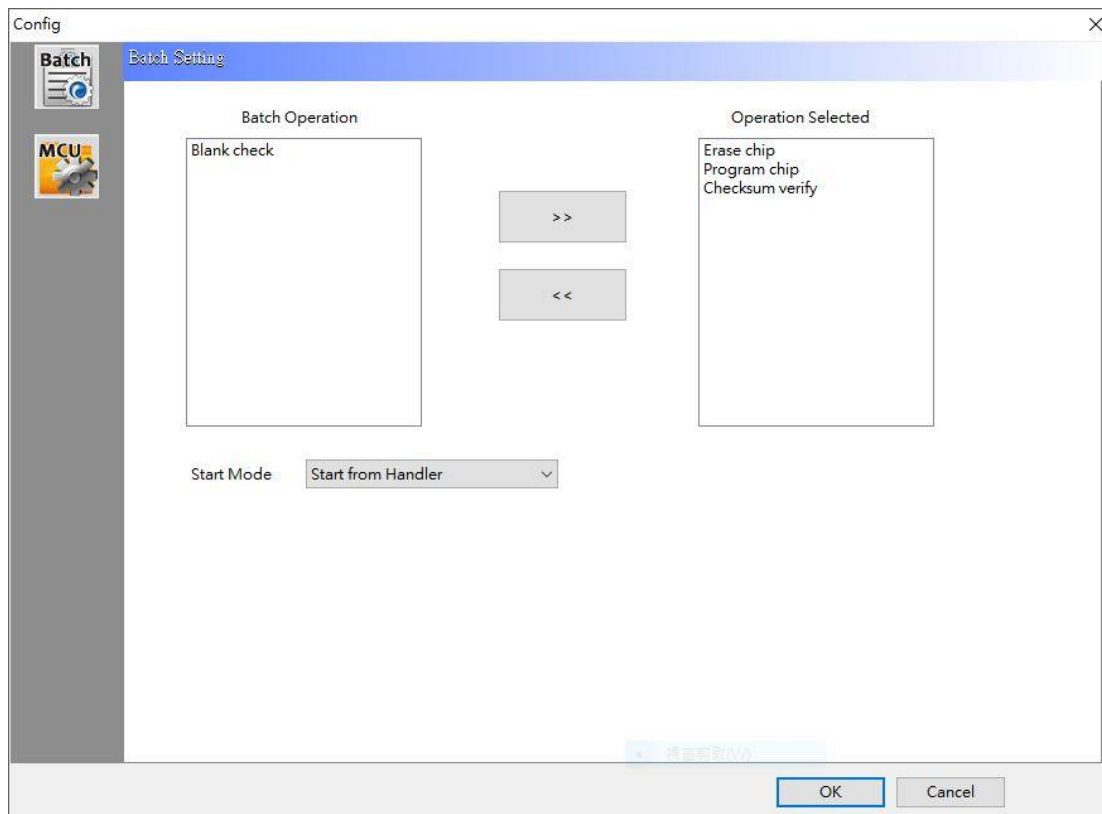 Config
Batch
Batch Setting
MCU
Batch Operation
Operation Selected
Blank check
Erase chip
Program chip
Checksum verify
>>
<<
Start Mode
Start from Handler
OK
Cancel